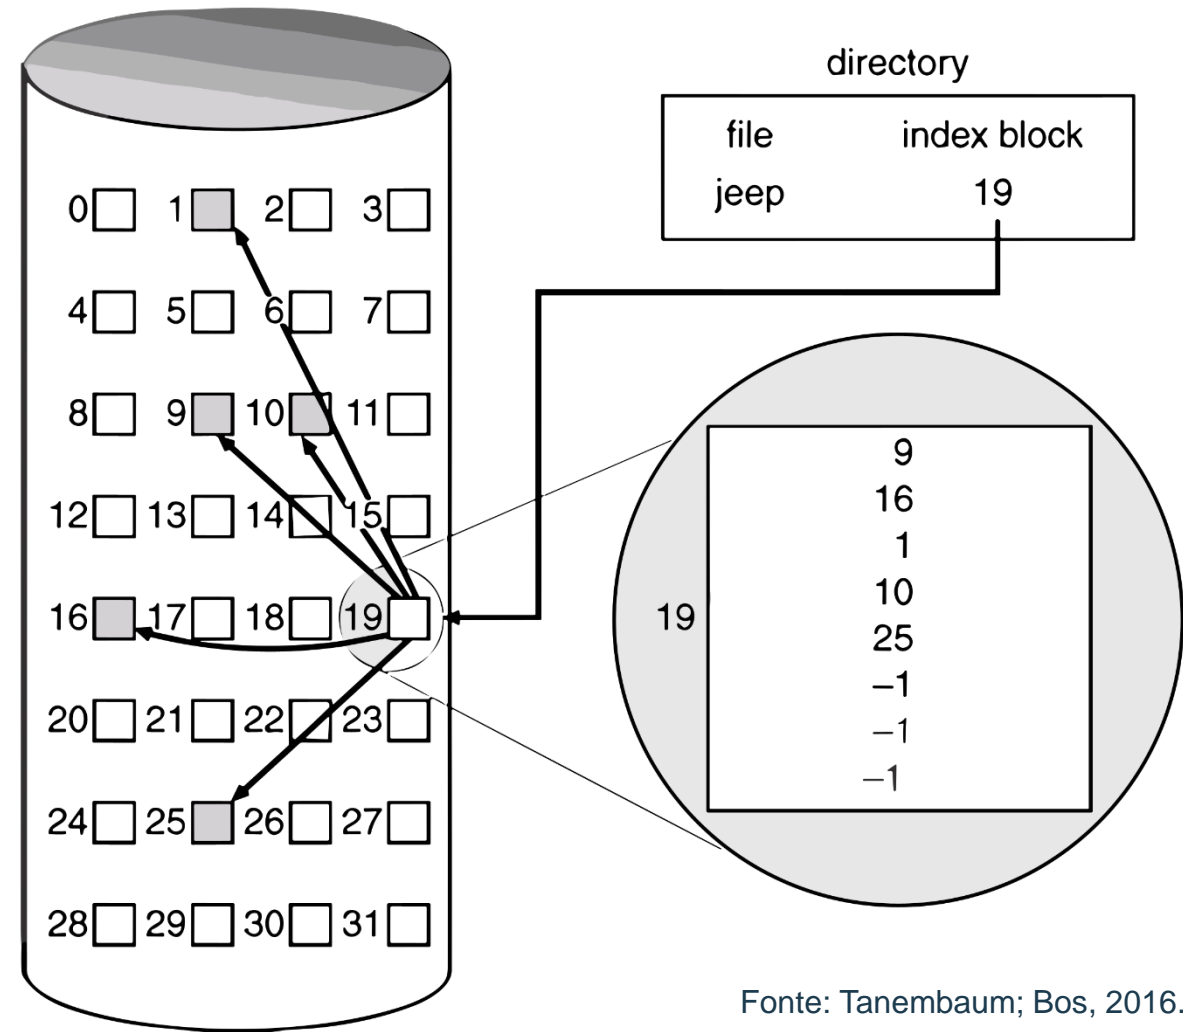 directory
file index block
jeep 19
0 1 2 3
4 5 6 7
8 9 10 11
12 13 14 15
16 17 18 19
20 21 22 23
24 25 26 27
28 29 30 31
19
9
16
1
10
25
–1
–1
–1
Fonte: Tanembaum; Bos, 2016.